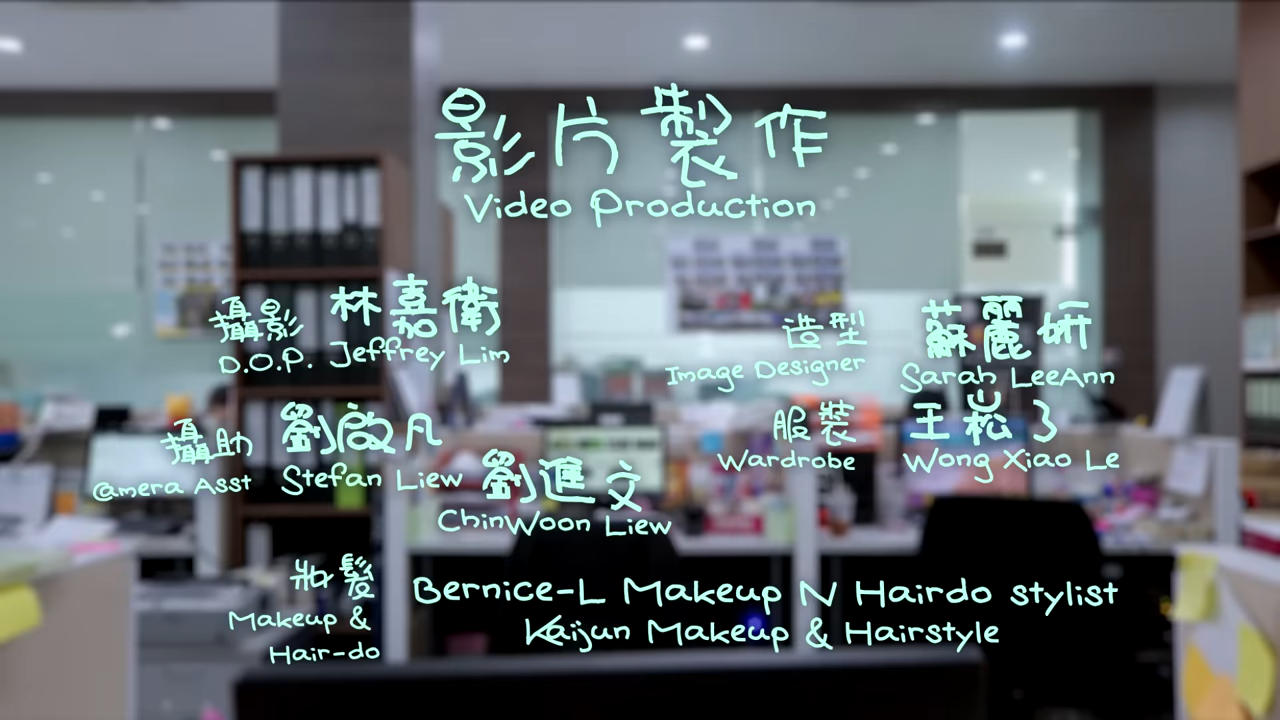 影片製作
Video Production
攝影 林嘉衛
D.O.P. Jeffrey Lim
造型 蘇麗妍
Image Designer Sarah LeeAnn
攝助 劉啟凡
Camera Asst Stefan Liew
劉進文
ChinWoon Liew
服裝 王崧了
Wardrobe Wong Xiao Le
妝髮
Makeup &
Hair-do
Bernice-L Makeup N Hairdo stylist
Kaijun Makeup & Hairstyle